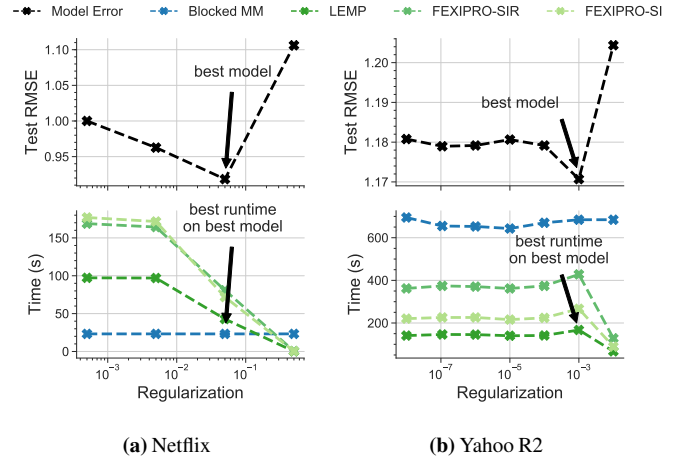 Model Error Blocked MM LEMP FEXIPRO-SIR FEXIPRO-SI
1.10
1.05
1.00
0.95
Test RMSE
best model
1.20
1.19
1.18
1.17
Test RMSE
best model
150
100
50
0
Time (s)
best runtime
on best model
10⁻³ 10⁻² 10⁻¹
Regularization
600
400
200
Time (s)
best runtime
on best model
10⁻⁷ 10⁻⁵ 10⁻³
Regularization
(a) Netflix
(b) Yahoo R2